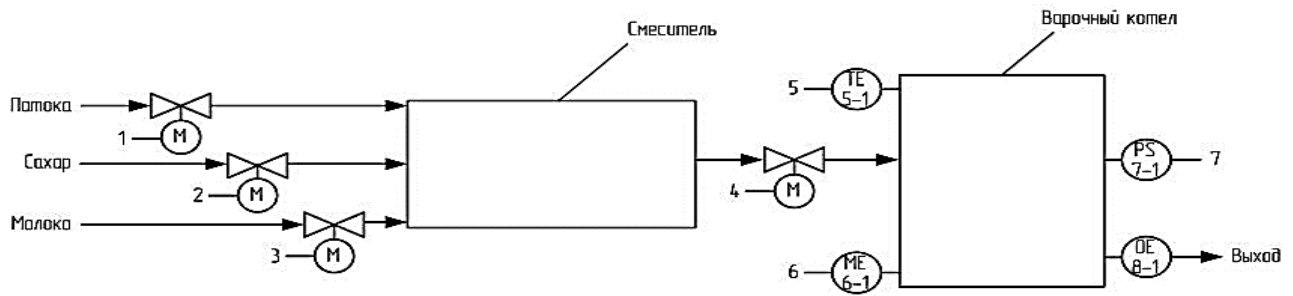 Смеситель
Варочный котел
Патока
1
M
Сахар
2
M
Молоко
3
M
4
M
5
TE
5-1
6
ME
6-1
PS
7-1
7
DE
8-1
Выход